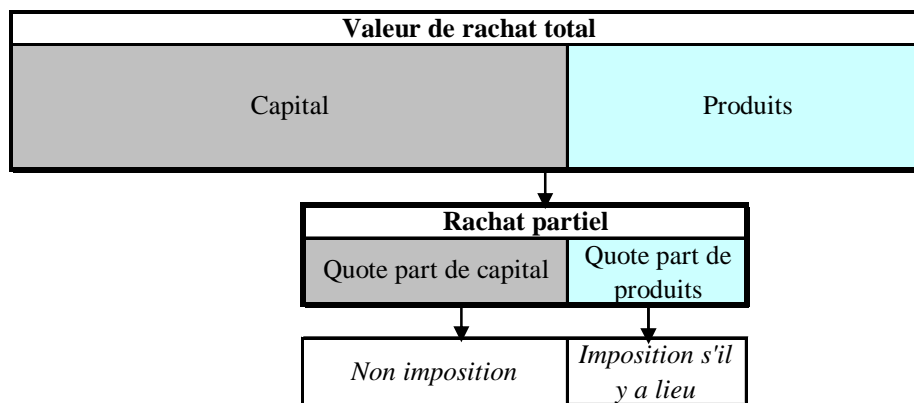 Valeur de rachat total
Capital
Produits
Rachat partiel
Quote part de capital
Quote part de
produits
Non imposition
Imposition s'il
y a lieu